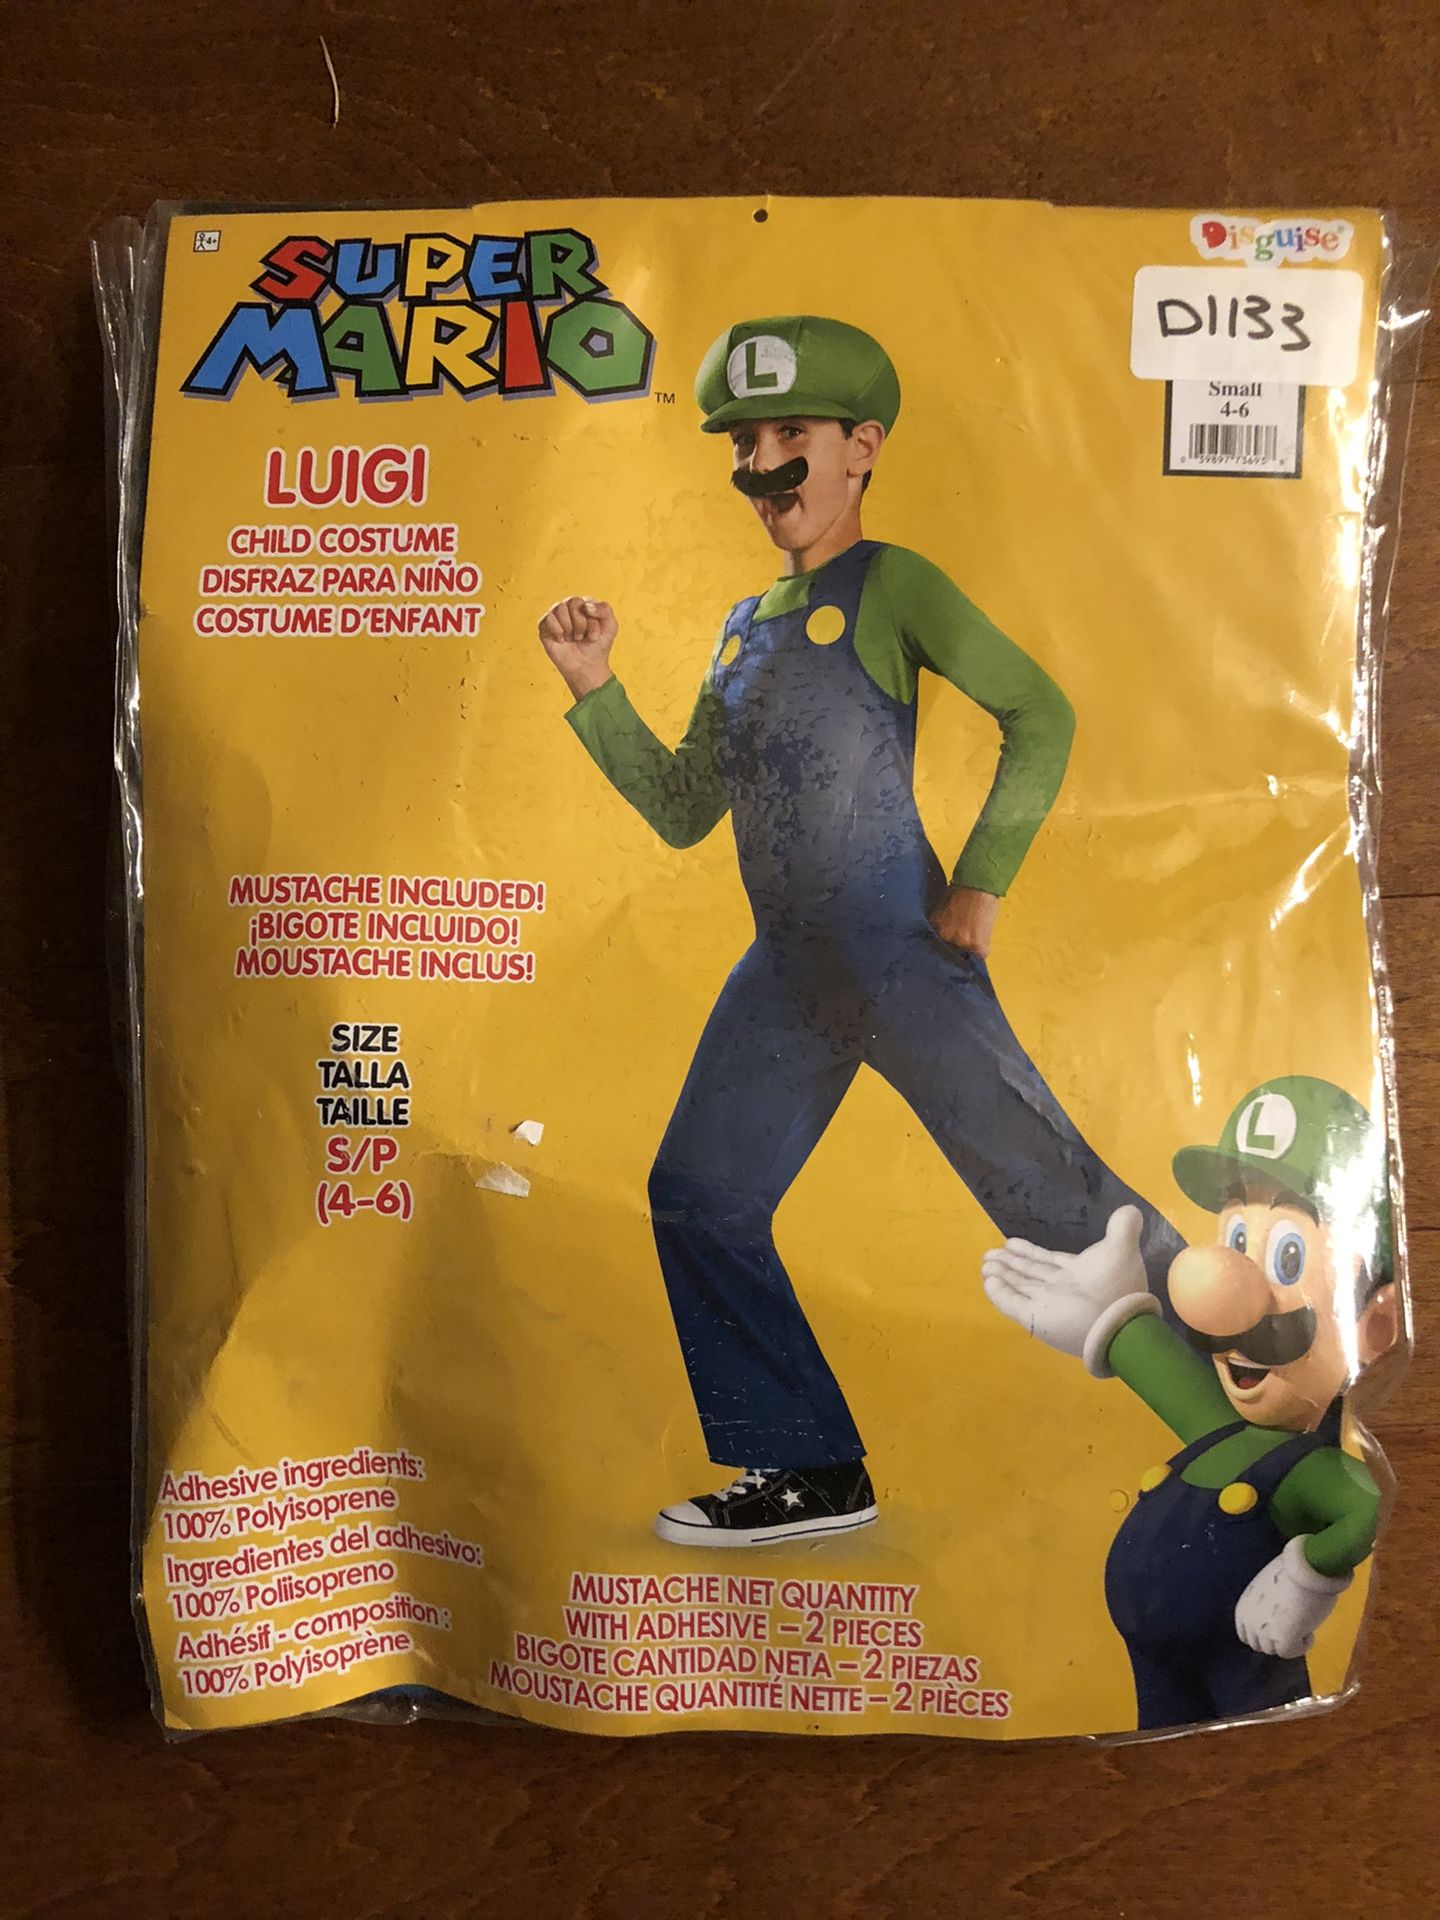 4+
SUPER
MARIO
TM
Disguise®
D1133
Small
4-6
L
LUIGI
CHILD COSTUME
DISFRAZ PARA NIÑO
COSTUME D'ENFANT
MUSTACHE INCLUDED!
¡BIGOTE INCLUIDO!
MOUSTACHE INCLUS!
SIZE
TALLA
TAILLE
S/P
(4-6)
L
Adhesive ingredients:
100% Polyisoprene
Ingredientes del adhesivo:
100% Poliisopreno
Adhésif - composition :
100% Polyisoprène
MUSTACHE NET QUANTITY
WITH ADHESIVE – 2 PIECES
BIGOTE CANTIDAD NETA – 2 PIEZAS
MOUSTACHE QUANTITÉ NETTE – 2 PIÈCES